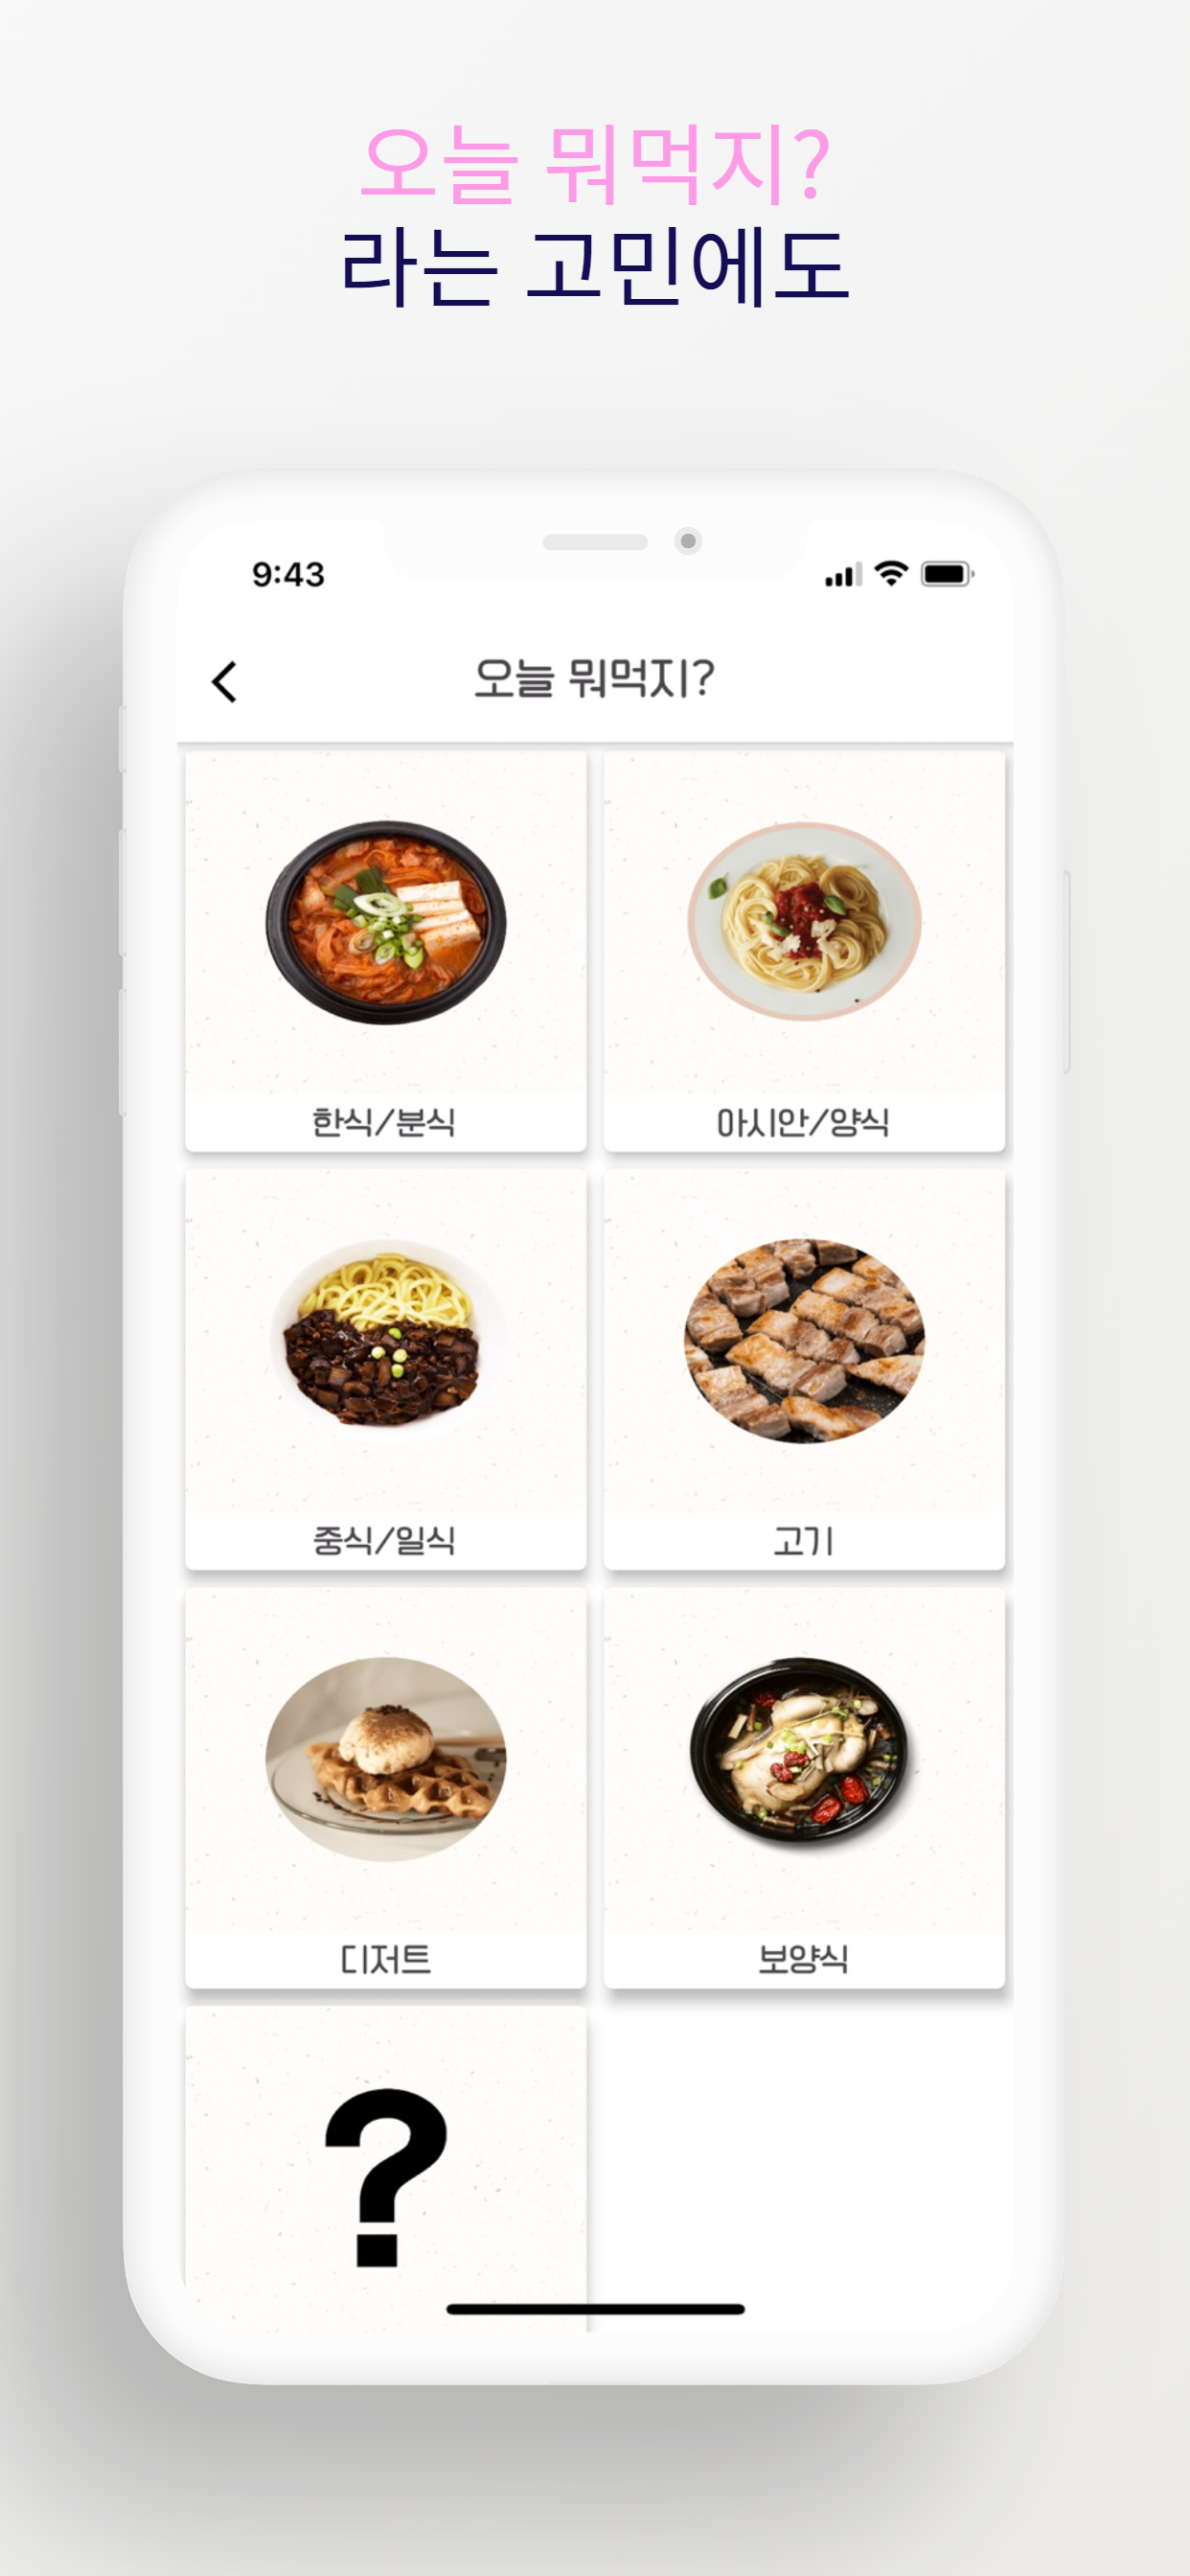 오늘 뭐먹지?
라는 고민에도
9:43
오늘 뭐먹지?
한식/분식
아시안/양식
중식/일식
고기
디저트
보양식
?